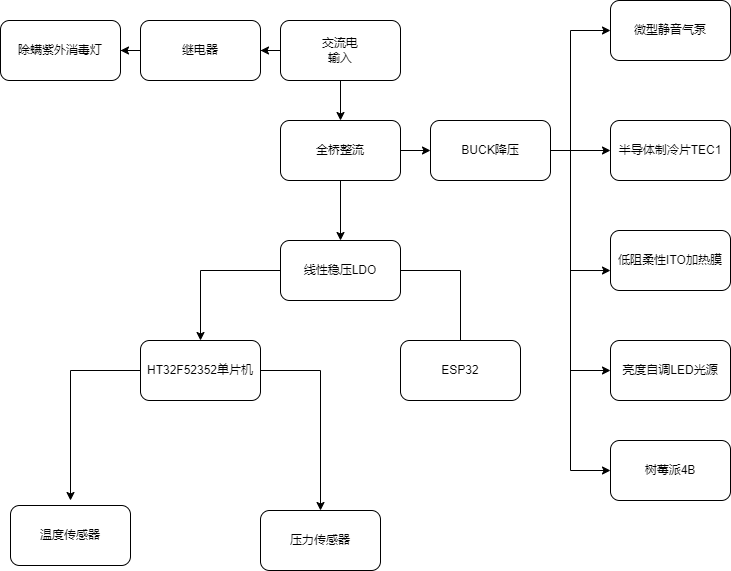 微型静音气泵
除螨紫外消毒灯
继电器
交流电
输入
全桥整流
BUCK降压
半导体制冷片TEC1
线性稳压LDO
低阻柔性ITO加热膜
HT32F52352单片机
ESP32
亮度自调LED光源
树莓派4B
温度传感器
压力传感器